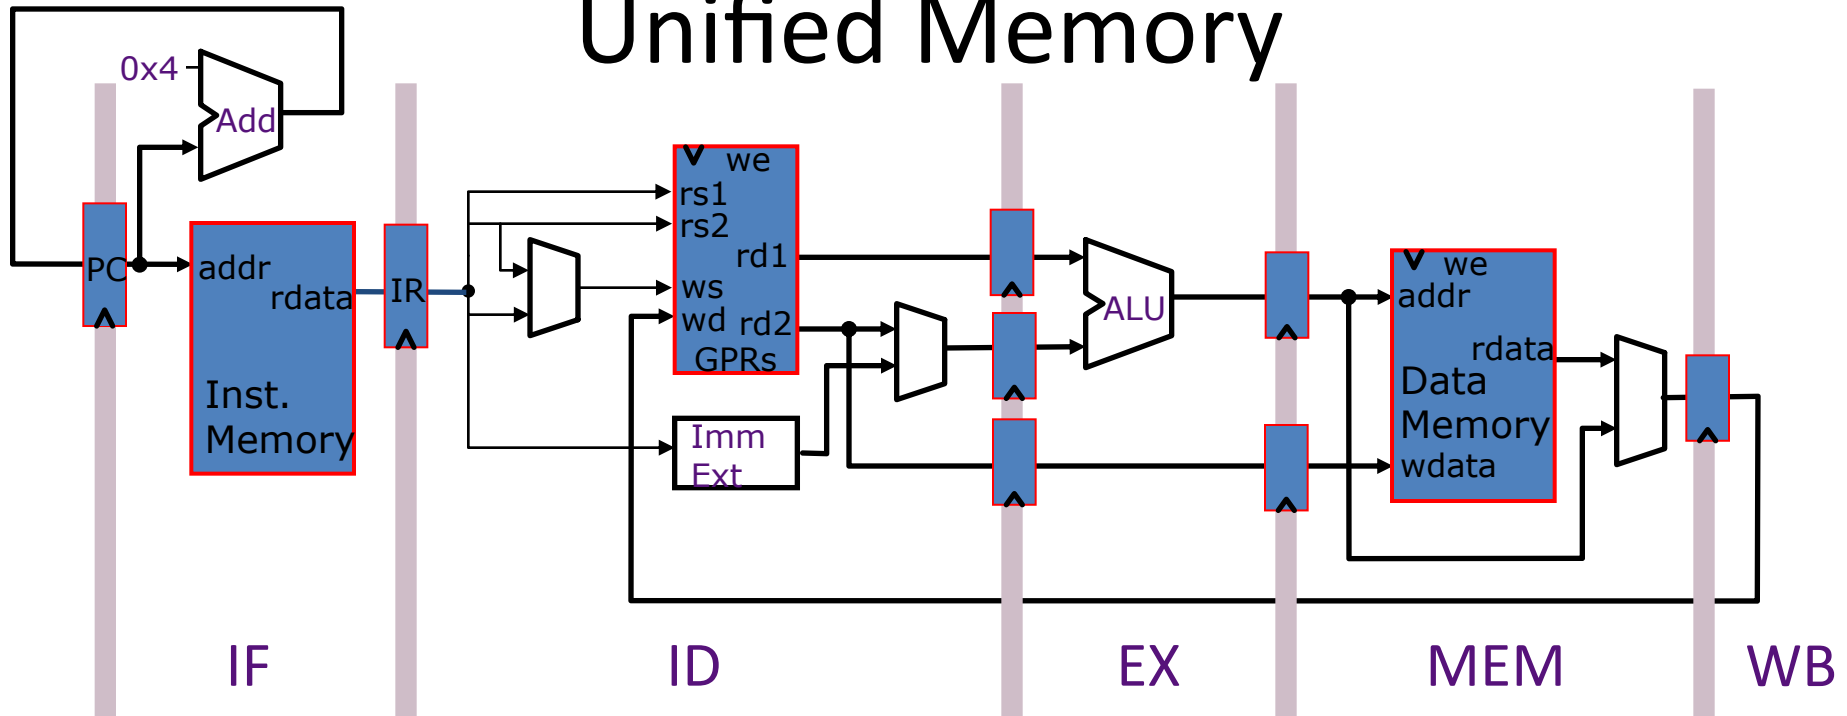 Unified Memory
0x4
Add
PC
addr
rdata
Inst.
Memory
IR
we
rs1
rs2
rd1
ws
wd
rd2
GPRs
Imm
Ext
ALU
we
addr
rdata
Data
Memory
wdata
IF
ID
EX
MEM
WB